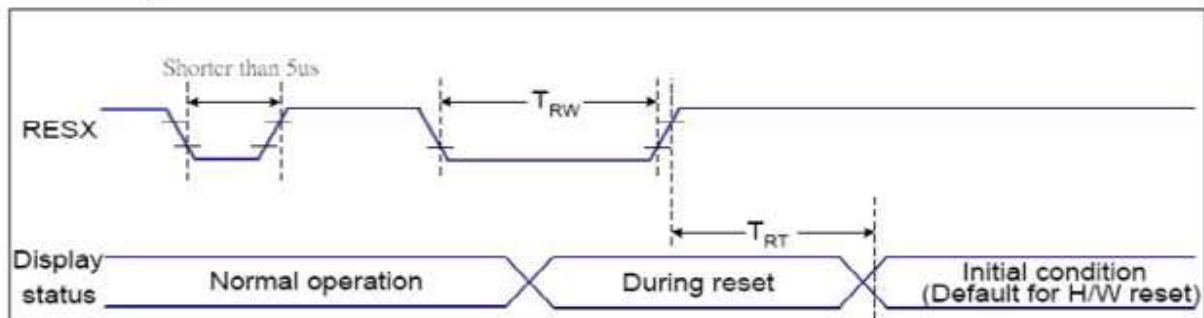 Shorter than 5us
RESX
TRW
TRT
Display
status
Normal operation
During reset
Initial condition
(Default for H/W reset)